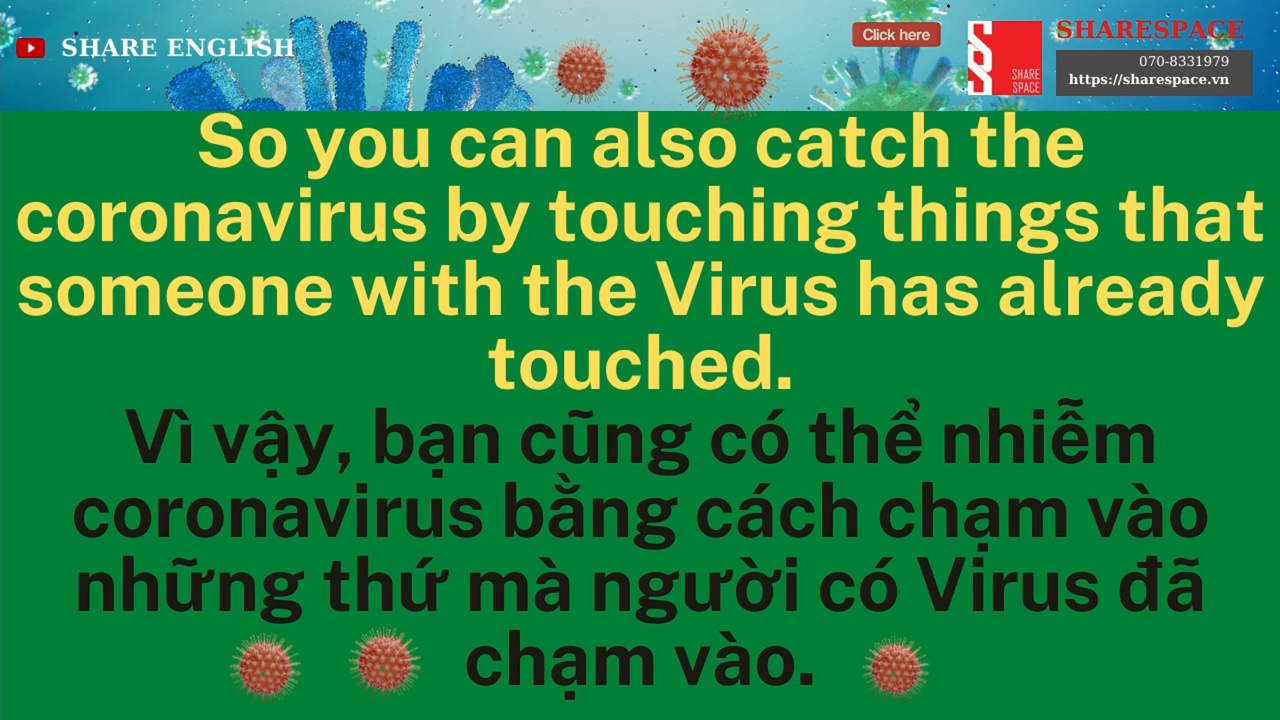 SHARE ENGLISH
Click here
SHARE
SPACE
SHARESPACE
070-8331979
https://sharespace.vn
So you can also catch the
coronavirus by touching things that
someone with the Virus has already
touched.
Vì vậy, bạn cũng có thể nhiễm
coronavirus bằng cách chạm vào
những thứ mà người có Virus đã
chạm vào.